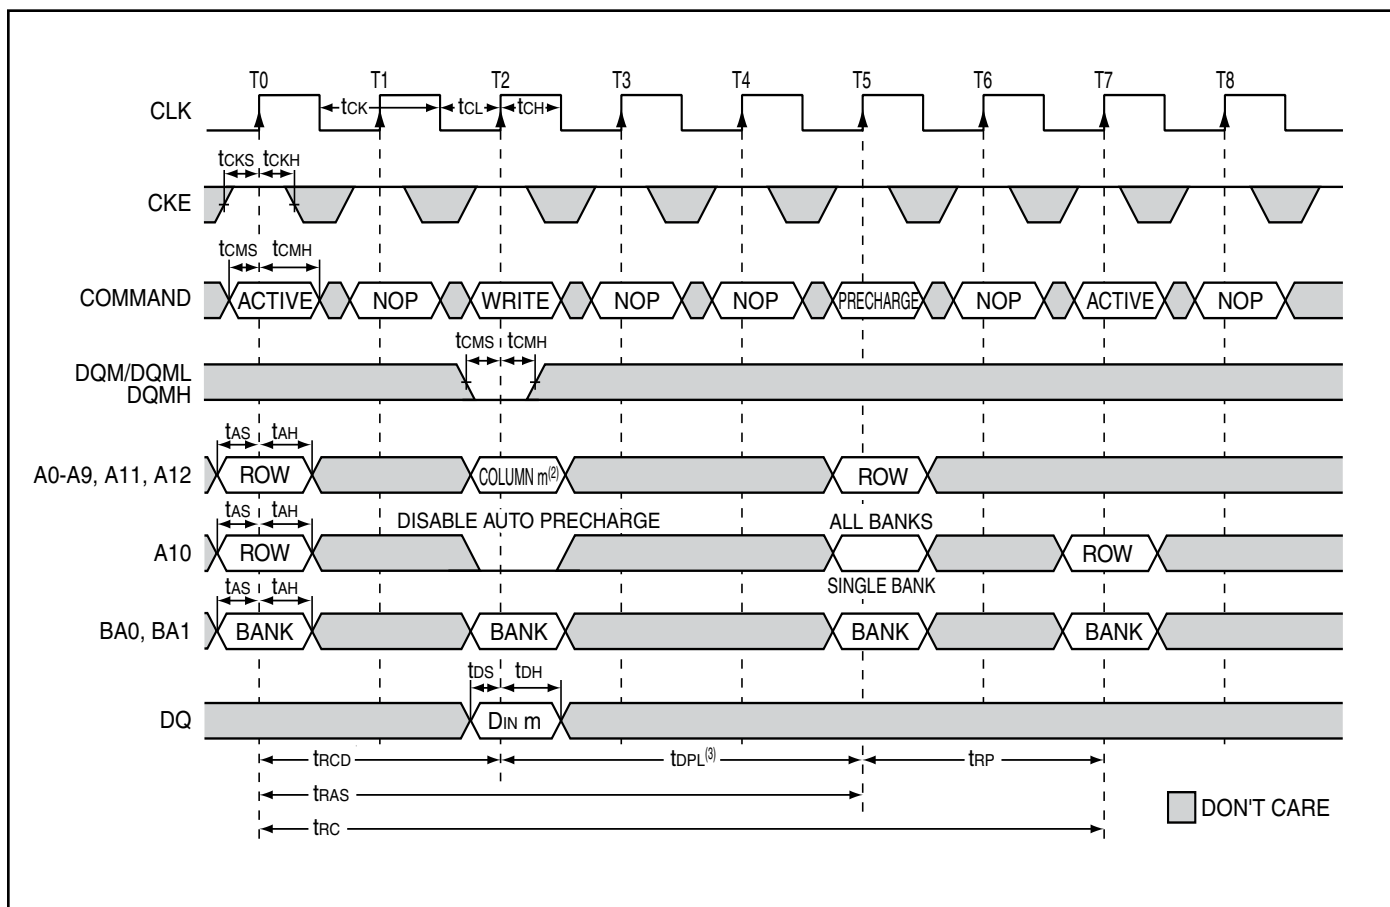 T0 T1 T2 T3 T4 T5 T6 T7 T8
CLK tCK tCL tCH
tCKS tCKH
CKE
tCMS tCMH
COMMAND ACTIVE NOP WRITE NOP NOP PRECHARGE NOP ACTIVE NOP
tCMS tCMH
DQM/DQML
DQMH
tAS tAH
A0-A9, A11, A12 ROW COLUMN m(2) ROW
tAS tAH DISABLE AUTO PRECHARGE ALL BANKS
A10 ROW ROW
tAS tAH SINGLE BANK
BA0, BA1 BANK BANK BANK BANK
tDS tDH
DQ DIN m
tRCD tDPL(3) tRP
tRAS
tRC
DON'T CARE